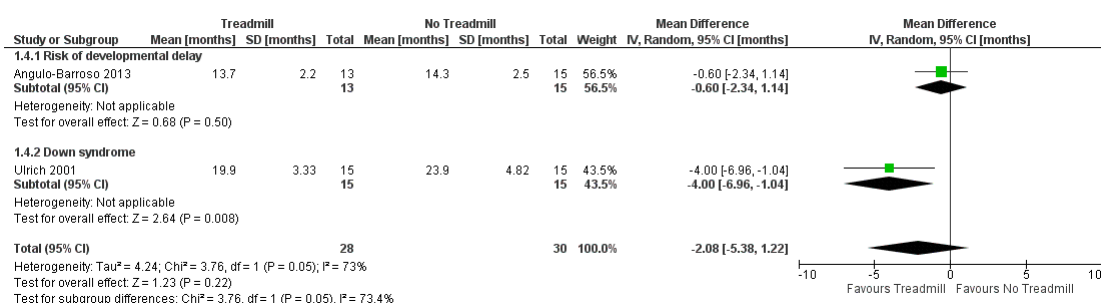 Treadmill No Treadmill Mean Difference Mean Difference
Study or Subgroup Mean [months] SD [months] Total Mean [months] SD [months] Total Weight IV, Random, 95% CI [months] IV, Random, 95% CI [months]
1.4.1 Risk of developmental delay
Angulo-Barroso 2013 13.7 2.2 13 14.3 2.5 15 56.5% -0.60 [-2.34, 1.14]
Subtotal (95% CI) 13 15 56.5% -0.60 [-2.34, 1.14]
Heterogeneity: Not applicable
Test for overall effect: Z = 0.68 (P = 0.50)
1.4.2 Down syndrome
Ulrich 2001 19.9 3.33 15 23.9 4.82 15 43.5% -4.00 [-6.96, -1.04]
Subtotal (95% CI) 15 15 43.5% -4.00 [-6.96, -1.04]
Heterogeneity: Not applicable
Test for overall effect: Z = 2.64 (P = 0.008)
Total (95% CI) 28 30 100.0% -2.08 [-5.38, 1.22]
Heterogeneity: Tau² = 4.24; Chi² = 3.76, df = 1 (P = 0.05); I² = 73%
Test for overall effect: Z = 1.23 (P = 0.22)
Test for subgroup differences: Chi² = 3.76, df = 1 (P = 0.05), I² = 73.4%
-10 -5 0 5 10
Favours Treadmill Favours No Treadmill